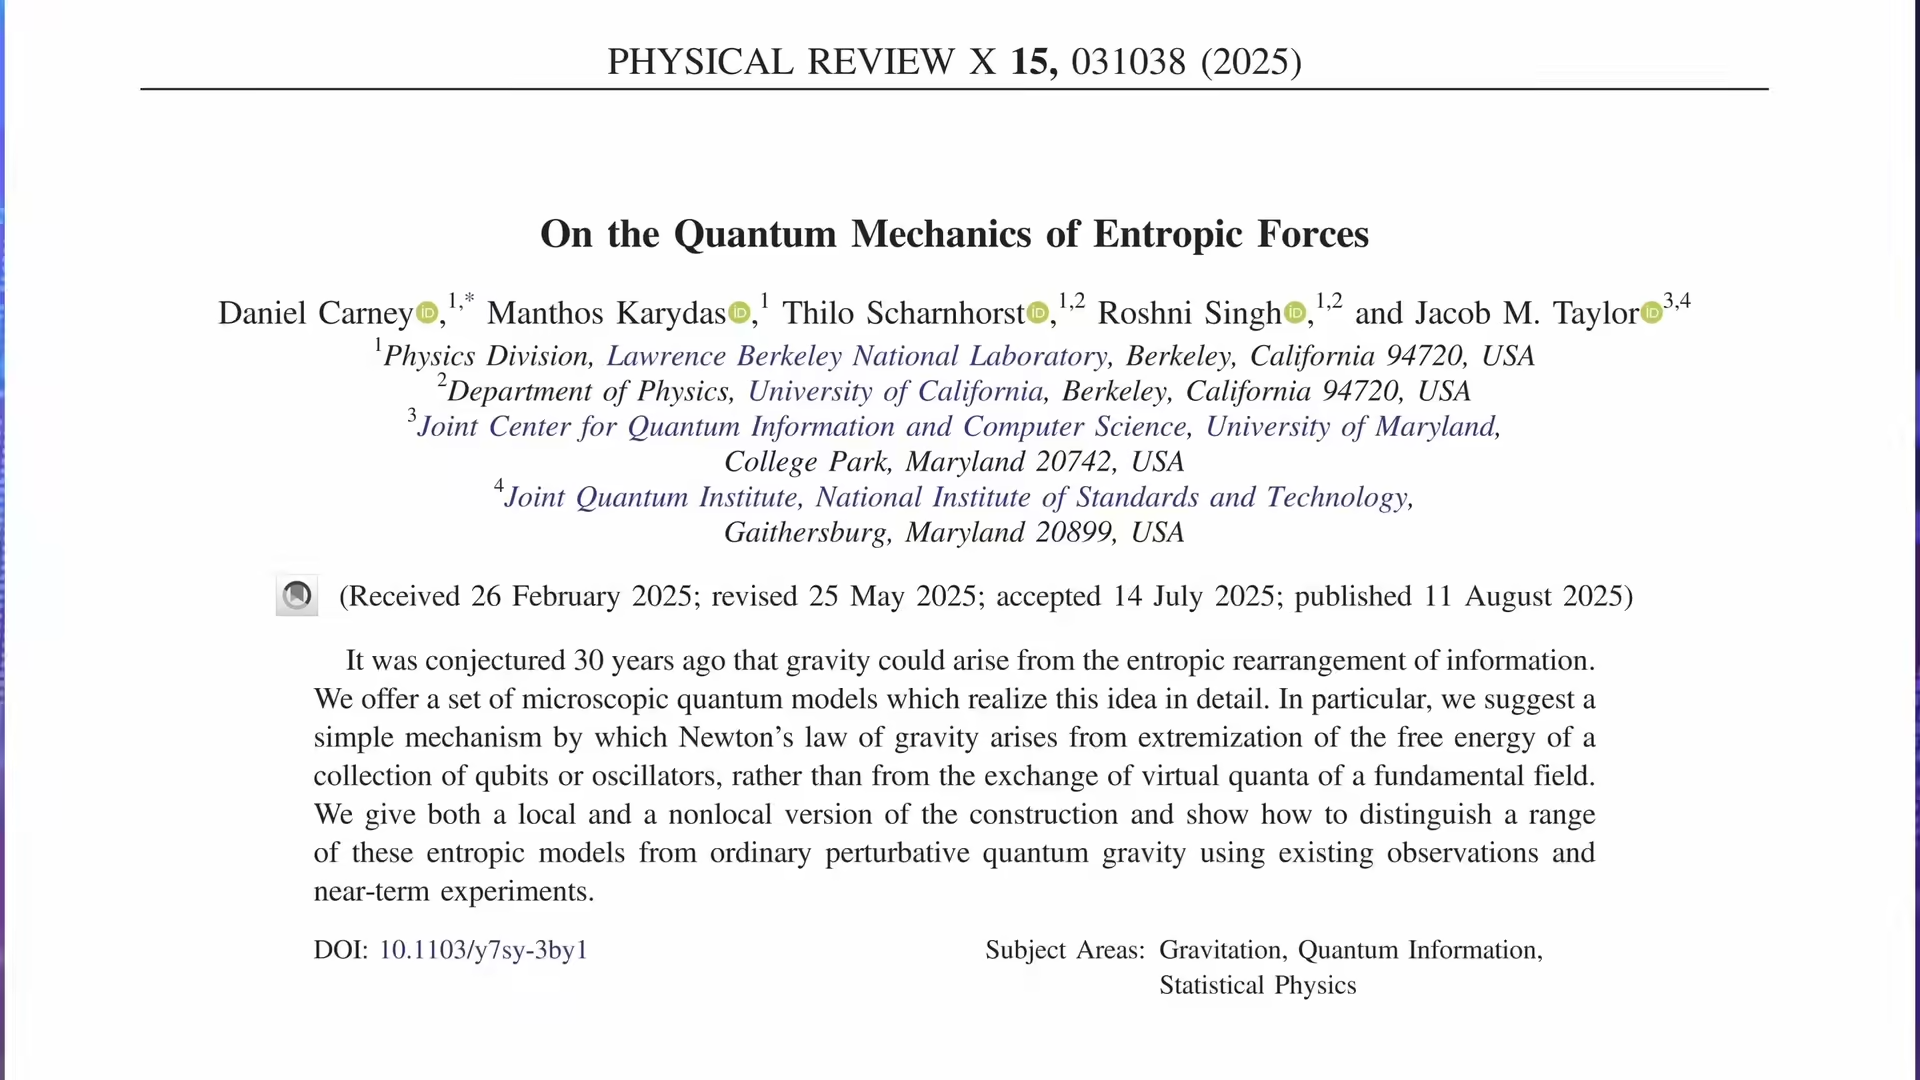 PHYSICAL REVIEW X 15, 031038 (2025)
On the Quantum Mechanics of Entropic Forces
Daniel Carney iD,1,* Manthos Karydas iD,1 Thilo Scharnhorst iD,1,2 Roshni Singh iD,1,2 and Jacob M. Taylor iD 3,4
1Physics Division, Lawrence Berkeley National Laboratory, Berkeley, California 94720, USA
2Department of Physics, University of California, Berkeley, California 94720, USA
3Joint Center for Quantum Information and Computer Science, University of Maryland,
College Park, Maryland 20742, USA
4Joint Quantum Institute, National Institute of Standards and Technology,
Gaithersburg, Maryland 20899, USA
(Received 26 February 2025; revised 25 May 2025; accepted 14 July 2025; published 11 August 2025)
It was conjectured 30 years ago that gravity could arise from the entropic rearrangement of information.
We offer a set of microscopic quantum models which realize this idea in detail. In particular, we suggest a
simple mechanism by which Newton's law of gravity arises from extremization of the free energy of a
collection of qubits or oscillators, rather than from the exchange of virtual quanta of a fundamental field.
We give both a local and a nonlocal version of the construction and show how to distinguish a range
of these entropic models from ordinary perturbative quantum gravity using existing observations and
near-term experiments.
DOI: 10.1103/y7sy-3by1
Subject Areas: Gravitation, Quantum Information,
Statistical Physics